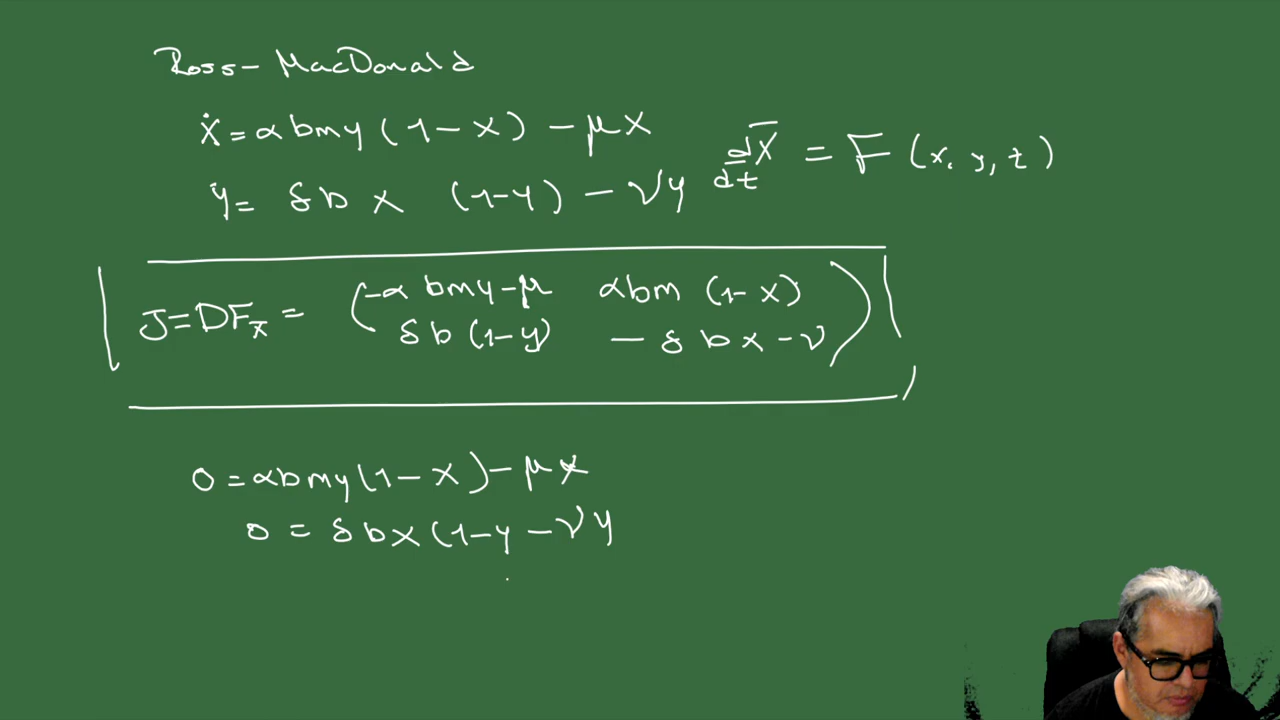 Ross-MacDonald
ẋ = αbmy(1-x) - μx
ẏ = δbx (1-y) - νy
dX̄/dt = F(x, y, t)
J = DF_x̄ = ( -αbmy-μ αbm(1-x)
δb(1-y) -δbx-ν )
0 = αbmy(1-x) - μx
0 = δbx(1-y - νy